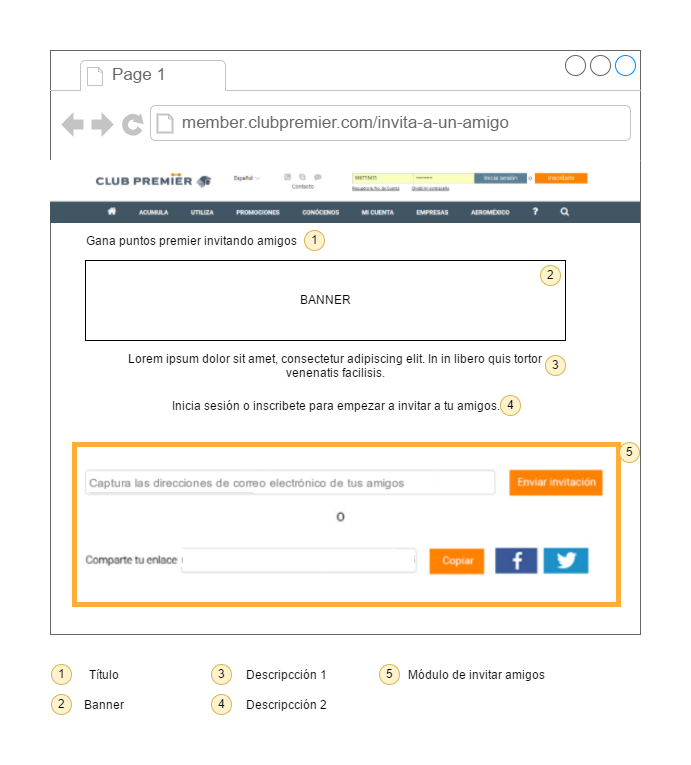 Page 1
member.clubpremier.com/invita-a-un-amigo
CLUB PREMIER
Español
Contacto
Iniciar sesión
o
Inscríbete
ACUMULA UTILIZA PROMOCIONES CONÓCENOS MI CUENTA EMPRESAS AEROMÉXICO ?
Gana puntos premier invitando amigos 1
2
BANNER
Lorem ipsum dolor sit amet, consectetur adipiscing elit. In in libero quis tortor
venenatis facilisis.
3
Inicia sesión o inscribete para empezar a invitar a tu amigos. 4
5
Captura las direcciones de correo electrónico de tus amigos Enviar invitación
O
Comparte tu enlace Copiar f
1 Título 3 Descripcción 1 5 Módulo de invitar amigos
2 Banner 4 Descripcción 2